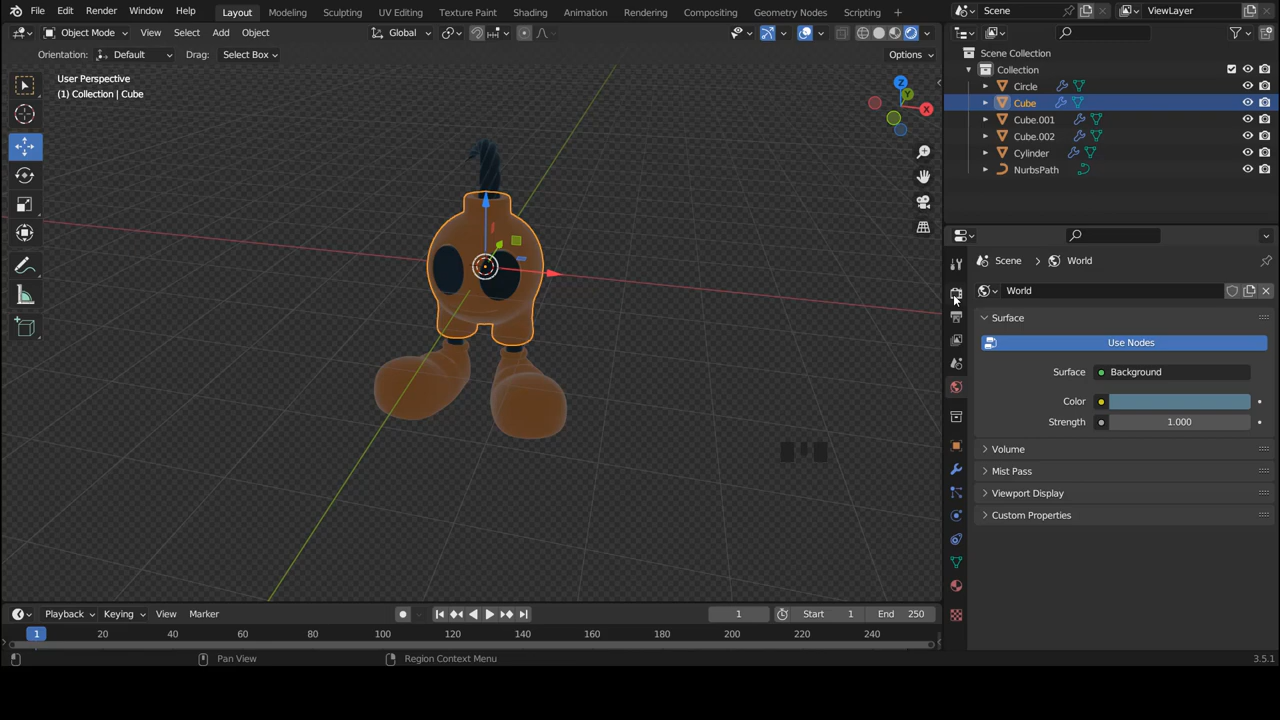 File Edit Render Window Help Layout Modeling Sculpting UV Editing Texture Paint Shading Animation Rendering Compositing Geometry Nodes Scripting + Scene ViewLayer
Object Mode View Select Add Object Global
Orientation: Default Drag: Select Box Options
Scene Collection
Collection
Circle
Cube
Cube.001
Cube.002
Cylinder
NurbsPath
User Perspective
(1) Collection | Cube
Z
Y
X
Scene > World
World
Surface
Use Nodes
Surface Background
Color
Strength 1.000
Volume
Mist Pass
Viewport Display
Custom Properties
Playback Keying View Marker 1 Start 1 End 250
1 20 40 60 80 100 120 140 160 180 200 220 240
Pan View Region Context Menu 3.5.1